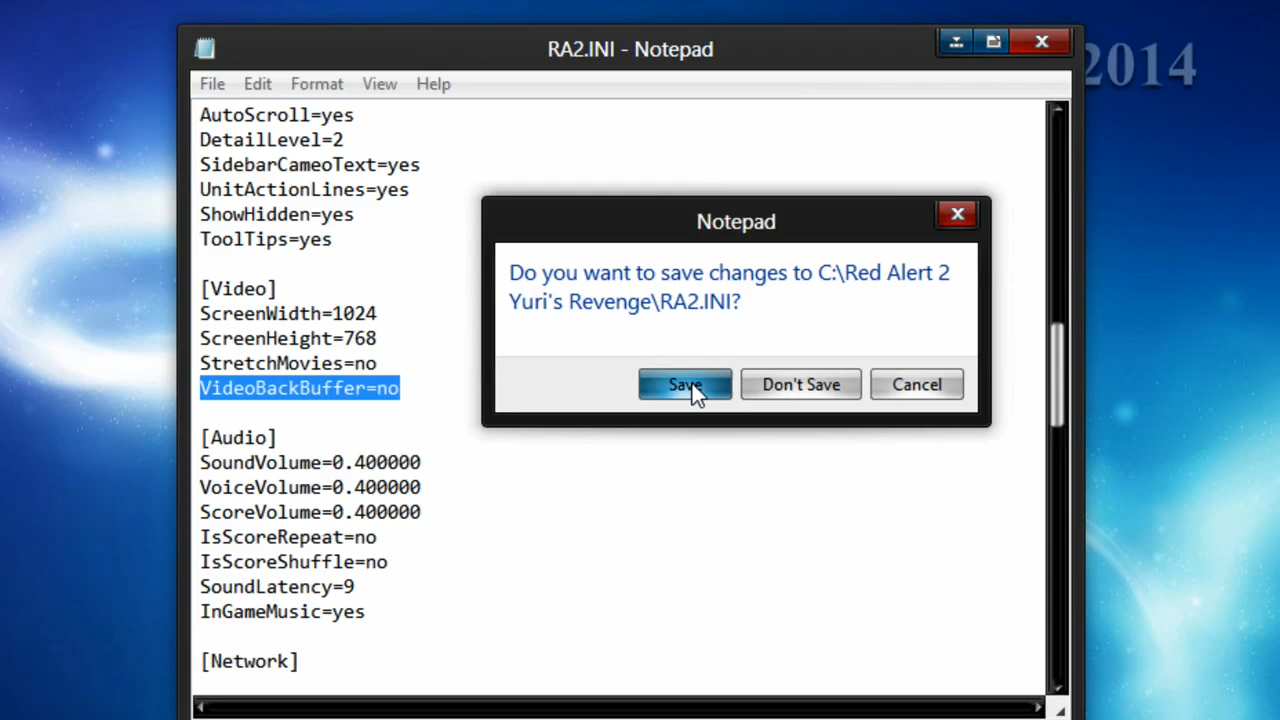 RA2.INI - Notepad
2014
File Edit Format View Help
AutoScroll=yes
DetailLevel=2
SidebarCameoText=yes
UnitActionLines=yes
ShowHidden=yes
ToolTips=yes
[Video]
ScreenWidth=1024
ScreenHeight=768
StretchMovies=no
VideoBackBuffer=no
[Audio]
SoundVolume=0.400000
VoiceVolume=0.400000
ScoreVolume=0.400000
IsScoreRepeat=no
IsScoreShuffle=no
SoundLatency=9
InGameMusic=yes
[Network]
Notepad
Do you want to save changes to C:\Red Alert 2
Yuri's Revenge\RA2.INI?
Save Don't Save Cancel